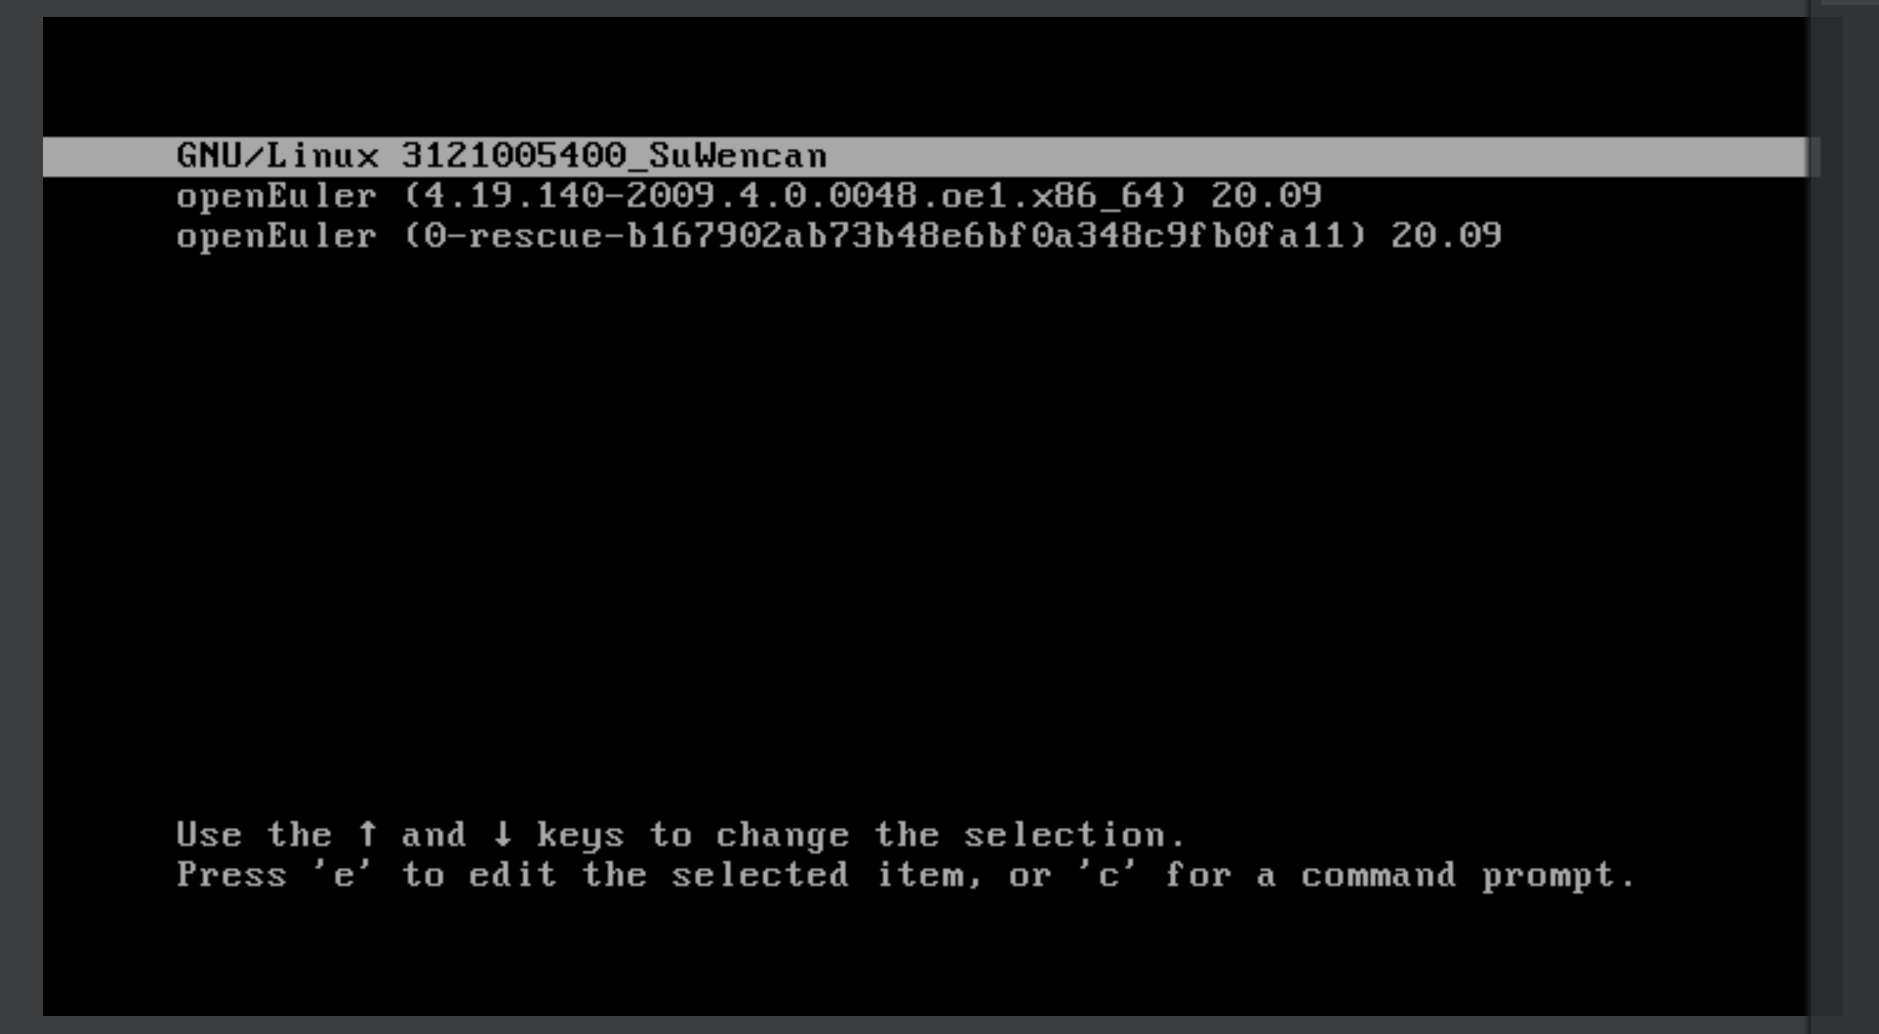 GNU/Linux 3121005400_SuWencan
openEuler (4.19.140-2009.4.0.0048.oe1.x86_64) 20.09
openEuler (0-rescue-b167902ab73b48e6bf0a348c9fb0fa11) 20.09
Use the ↑ and ↓ keys to change the selection.
Press 'e' to edit the selected item, or 'c' for a command prompt.